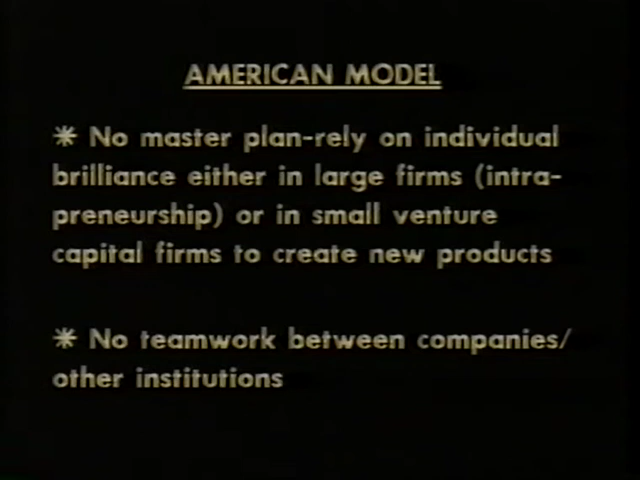 AMERICAN MODEL
✳ No master plan-rely on individual
brilliance either in large firms (intra-
preneurship) or in small venture
capital firms to create new products
✳ No teamwork between companies/
other institutions